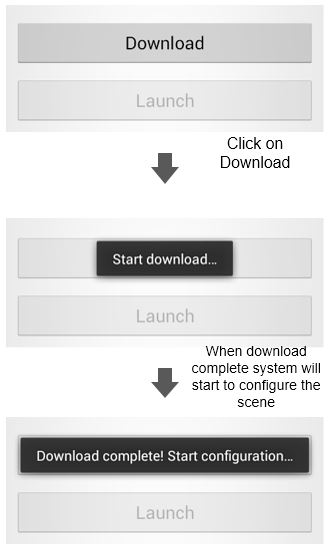 Download
Launch
Click on
Download
Start download...
Launch
When download
complete system will
start to configure the
scene
Download complete! Start configuration...
Launch